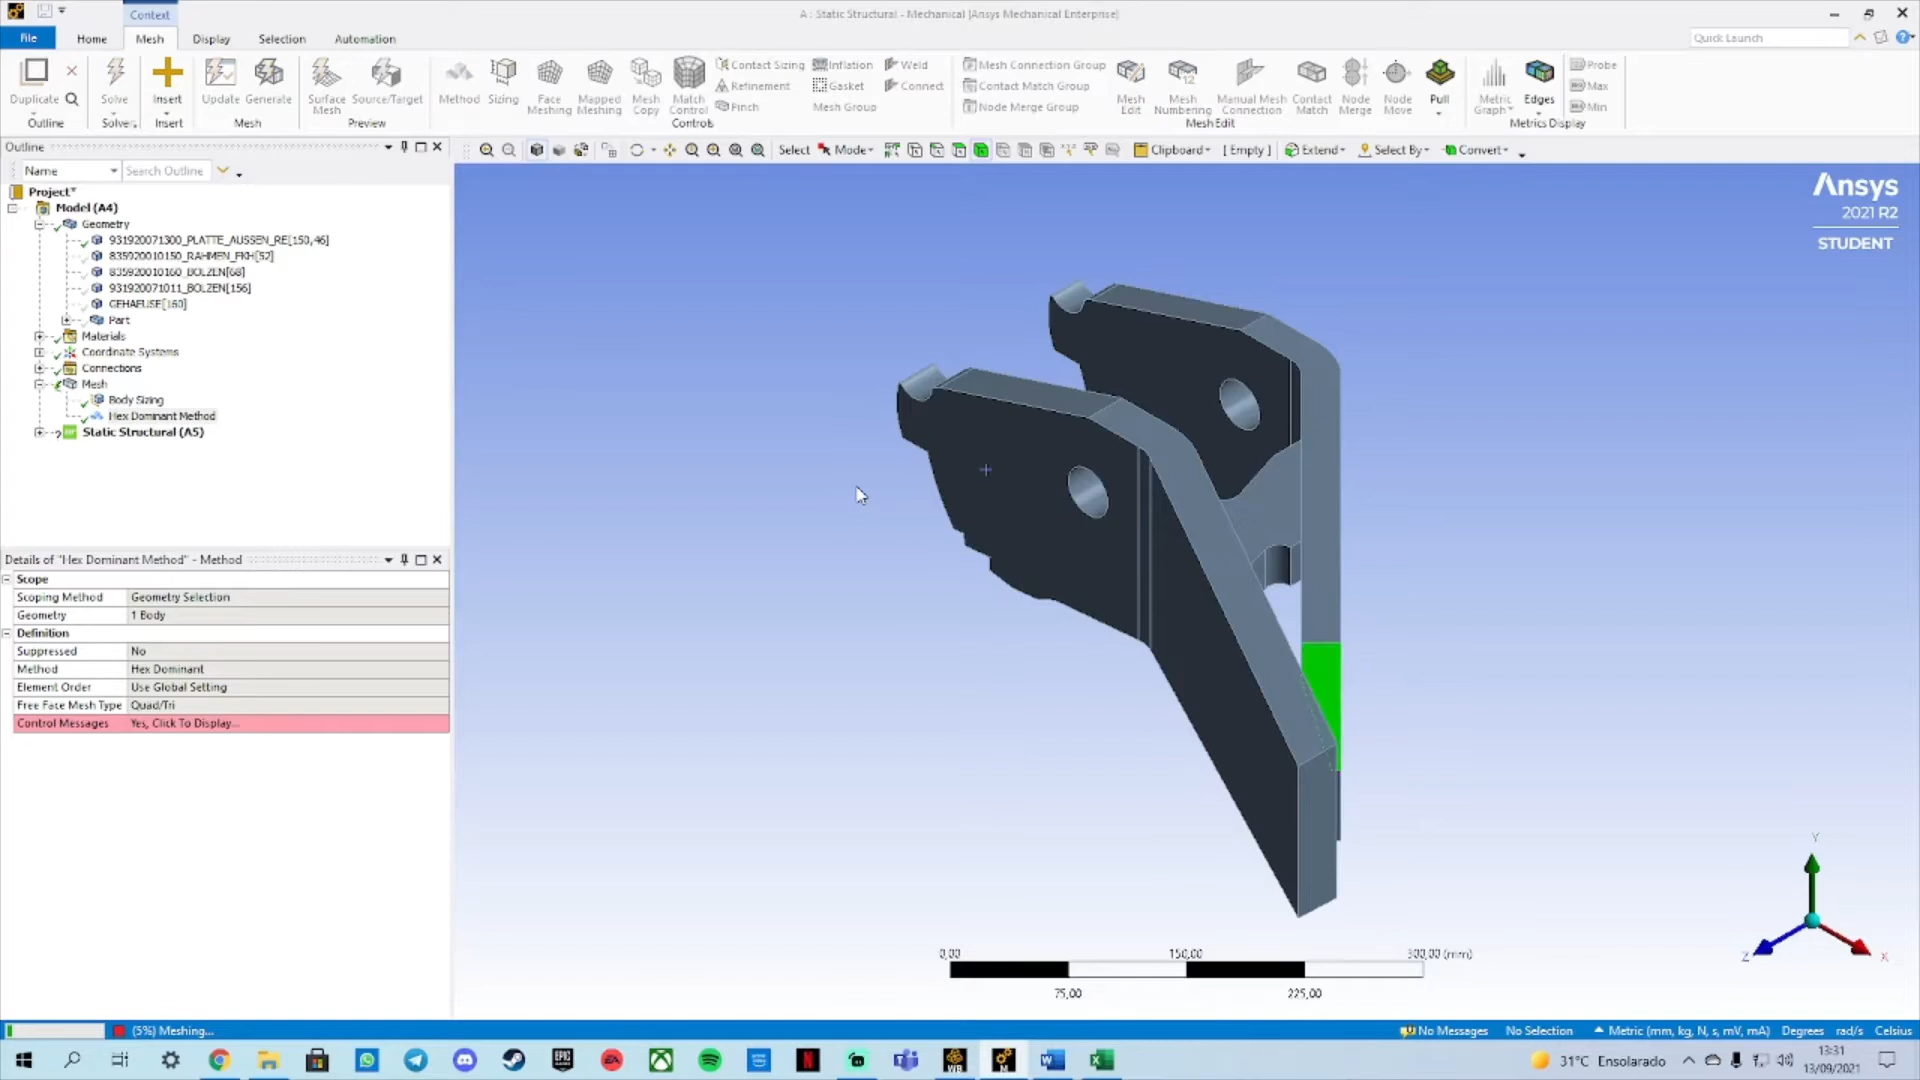 Context
A : Static Structural - Mechanical [Ansys Mechanical Enterprise]
File Home Mesh Display Selection Automation
Quick Launch
Duplicate
Outline
Solve
Solve
Insert
Insert
Update Generate
Mesh
Surface Mesh
Source/Target
Preview
Method Sizing
Face Meshing
Mapped Meshing
Mesh Copy
Match Control
Contact Sizing
Refinement
Pinch
Inflation
Gasket
Mesh Group
Weld
Connect
Controls
Mesh Connection Group
Contact Match Group
Node Merge Group
Mesh Edit
Mesh Numbering
Manual Mesh Connection
Contact Match
Node Merge
Node Move
Pull
Mesh Edit
Metric Graph
Edges
Probe
Max
Min
Metrics Display
Outline
Name Search Outline
Select Mode Clipboard [ Empty ] Extend Select By Convert
Project*
Model (A4)
Geometry
931920071300_PLATTE_AUSSEN_RE[150,46]
835920010150_RAHMEN_FKH[52]
835920010160_BOLZEN[68]
931920071011_BOLZEN[156]
GEHAEUSE[160]
Part
Materials
Coordinate Systems
Connections
Mesh
Body Sizing
Hex Dominant Method
Static Structural (A5)
Details of "Hex Dominant Method" - Method
Scope
Scoping Method Geometry Selection
Geometry 1 Body
Definition
Suppressed No
Method Hex Dominant
Element Order Use Global Setting
Free Face Mesh Type Quad/Tri
Control Messages Yes, Click To Display...
Ansys
2021 R2
STUDENT
Y
Z
X
0,00 150,00 300,00 (mm)
75,00 225,00
(5%) Meshing...
No Messages No Selection Metric (mm, kg, N, s, mV, mA) Degrees rad/s Celsius
31°C Ensolarado
13:31
13/09/2021